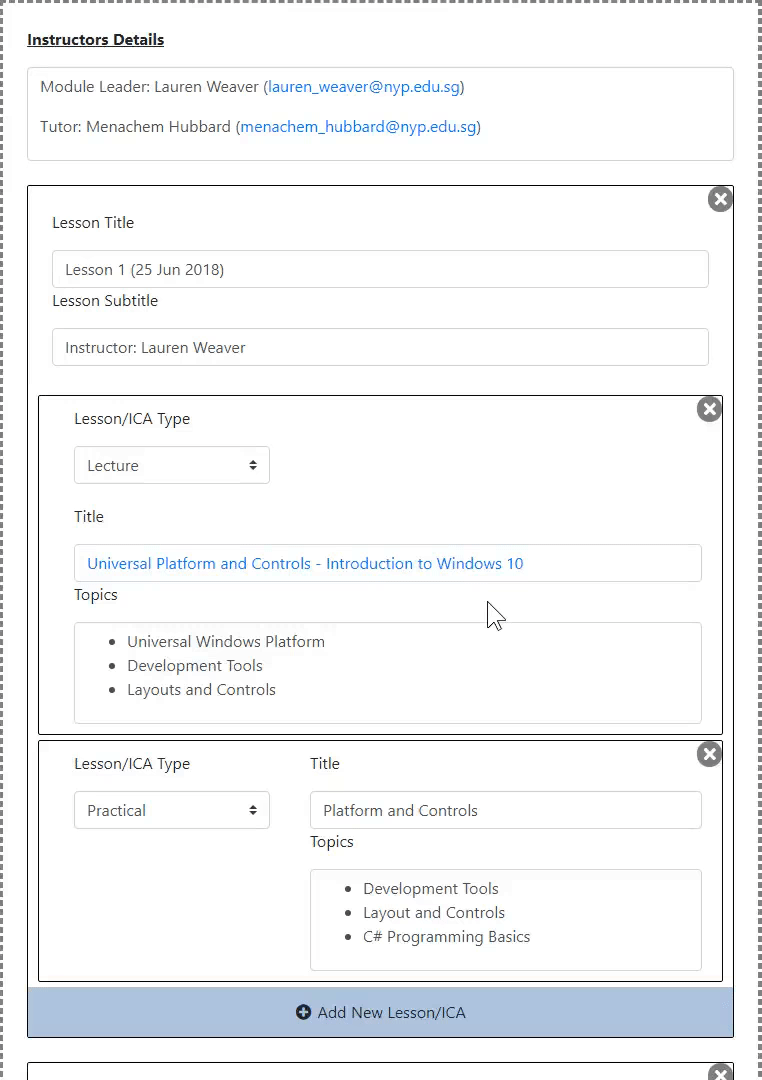 Instructors Details
Module Leader: Lauren Weaver (lauren_weaver@nyp.edu.sg)
Tutor: Menachem Hubbard (menachem_hubbard@nyp.edu.sg)
Lesson Title
Lesson 1 (25 Jun 2018)
Lesson Subtitle
Instructor: Lauren Weaver
Lesson/ICA Type
Lecture
Title
Universal Platform and Controls - Introduction to Windows 10
Topics
• Universal Windows Platform
• Development Tools
• Layouts and Controls
Lesson/ICA Type
Practical
Title
Platform and Controls
Topics
• Development Tools
• Layout and Controls
• C# Programming Basics
Add New Lesson/ICA